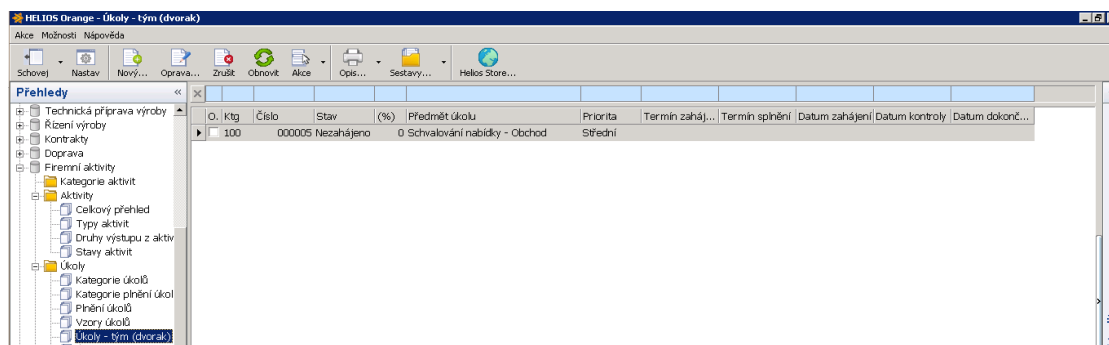 HELIOS Orange - Úkoly - tým (dvorak)
Akce Možnosti Nápověda
Schovej Nastav Nový... Oprava... Zrušit Obnovit Akce Opis... Sestavy... Helios Store...
Přehledy «
Technická příprava výroby
Řízení výroby
Kontrakty
Doprava
Firemní aktivity
Kategorie aktivit
Aktivity
Celkový přehled
Typy aktivit
Druhy výstupu z aktiv
Stavy aktivit
Úkoly
Kategorie úkolů
Kategorie plnění úkol
Plnění úkolů
Vzory úkolů
Úkoly - tým (dvorak)
O. Ktg Číslo Stav (%) Předmět úkolu Priorita Termín zaháj... Termín splnění Datum zahájení Datum kontroly Datum dokonč...
100 000005 Nezahájeno 0 Schvalování nabídky - Obchod Střední